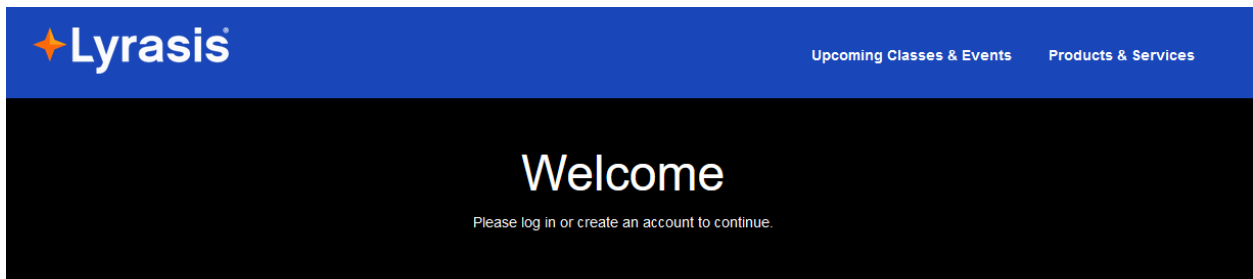 Lyrasis®
Upcoming Classes & Events Products & Services
Welcome
Please log in or create an account to continue.